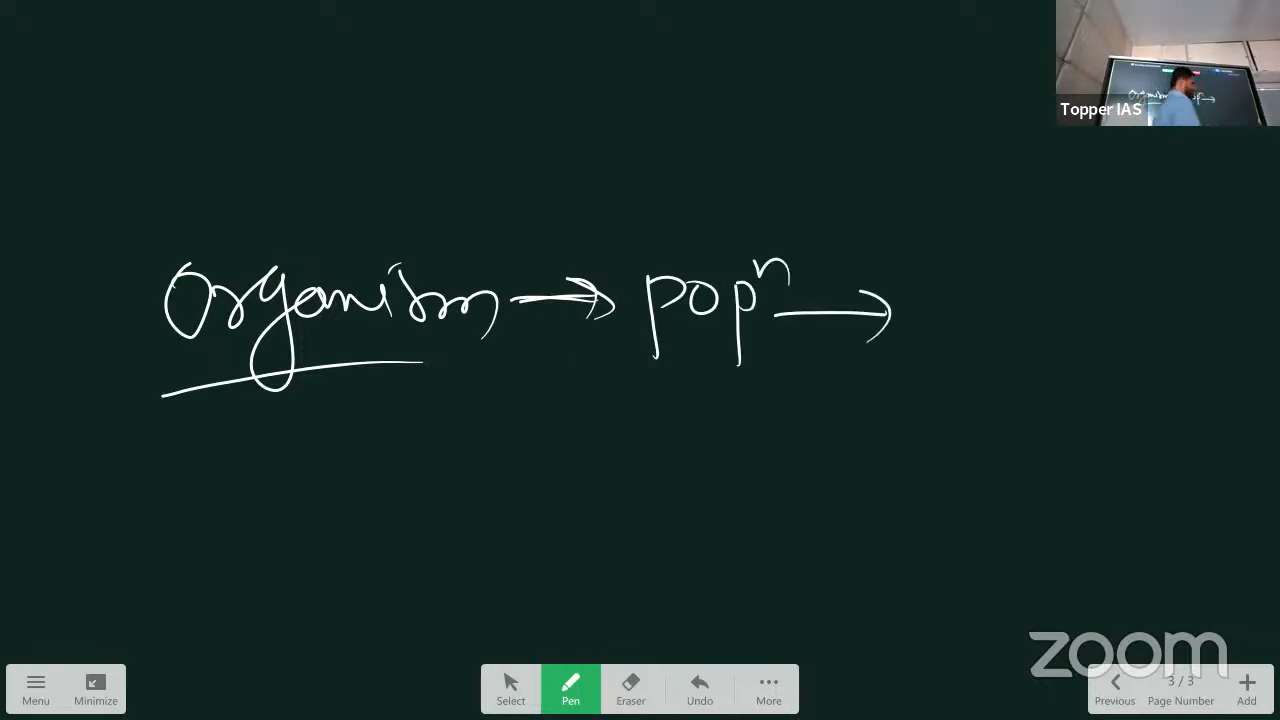 Topper IAS
Organism → popⁿ →
zoom
Menu Minimize Select Pen Eraser Undo More Previous 3/3 Page Number Add